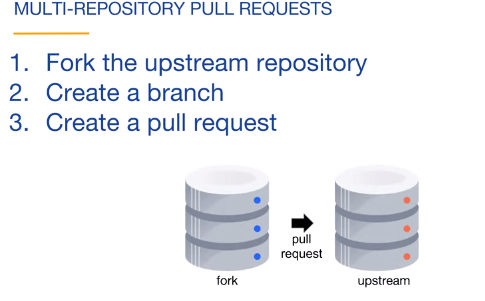 MULTI-REPOSITORY PULL REQUESTS
1. Fork the upstream repository
2. Create a branch
3. Create a pull request
pull
request
fork
upstream